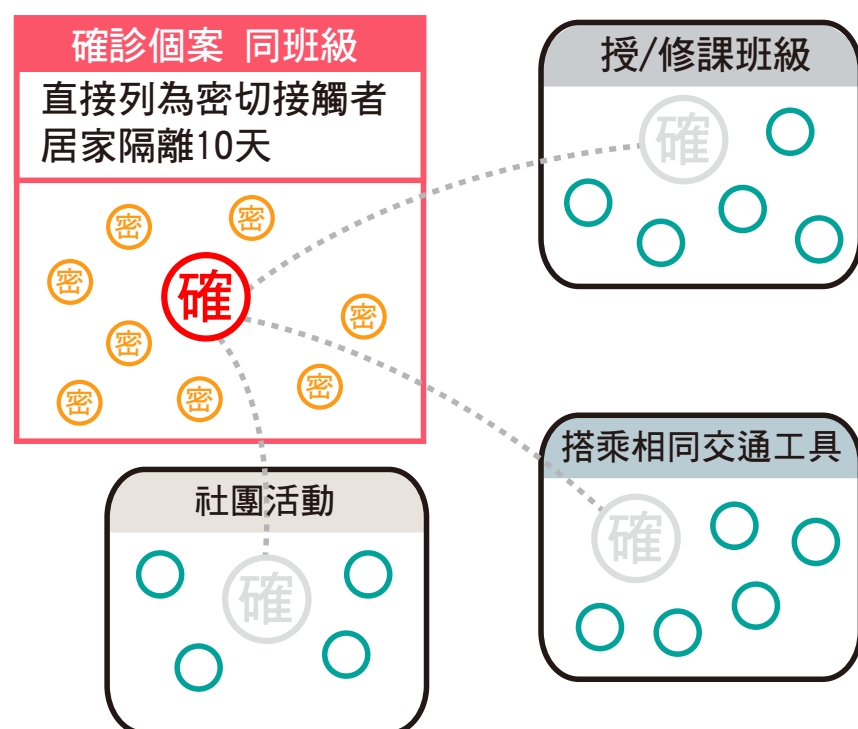 確診個案 同班級
直接列為密切接觸者
居家隔離10天
密
密
密
確
密
密
密
密
密
授/修課班級
確
搭乘相同交通工具
確
社團活動
確